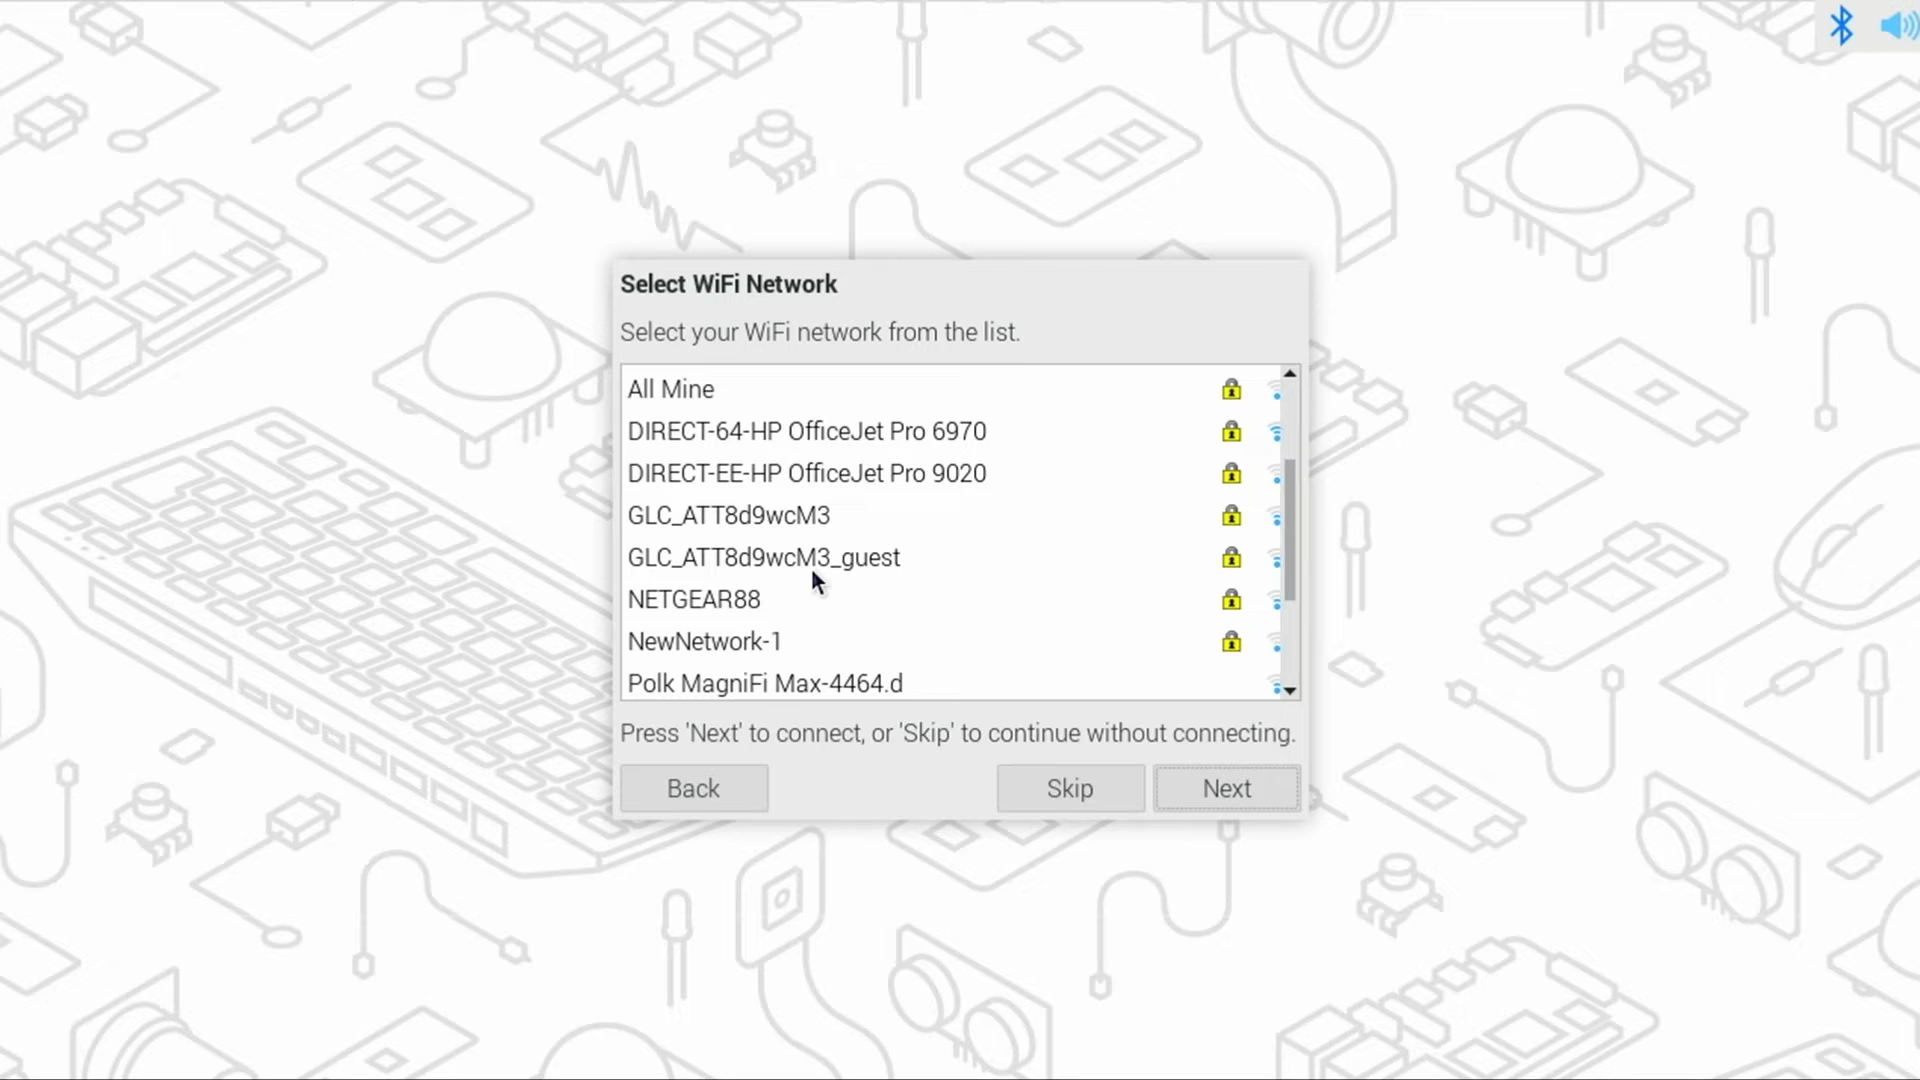 Select WiFi Network
Select your WiFi network from the list.
All Mine
DIRECT-64-HP OfficeJet Pro 6970
DIRECT-EE-HP OfficeJet Pro 9020
GLC_ATT8d9wcM3
GLC_ATT8d9wcM3_guest
NETGEAR88
NewNetwork-1
Polk MagniFi Max-4464.d
Press 'Next' to connect, or 'Skip' to continue without connecting.
Back Skip Next